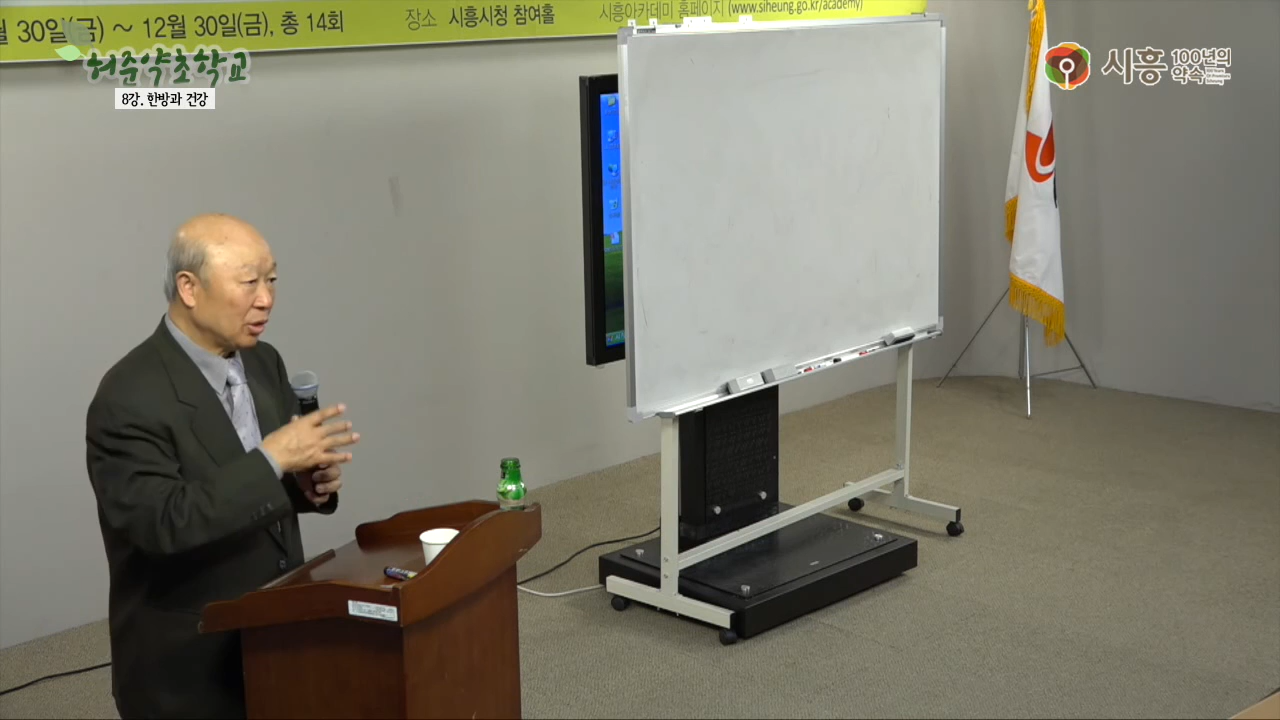 월 30일(금) ~ 12월 30일(금), 총 14회
장소 시흥시청 참여홀
시흥아카데미 홈페이지 (www.siheung.go.kr/academy)
허준약초학교
8강. 한방과 건강
시흥 100년의
약속